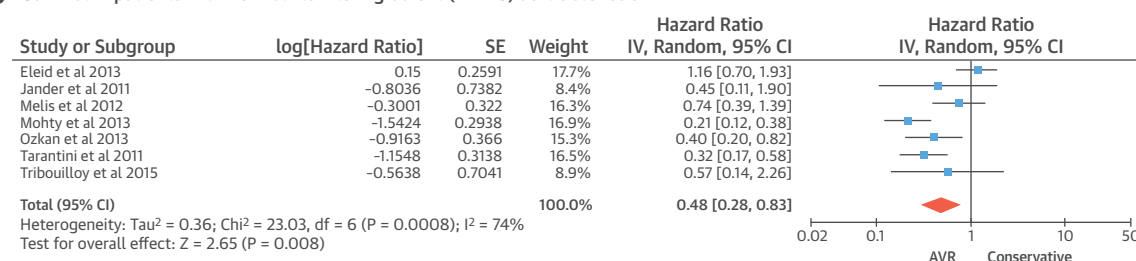 Hazard Ratio Hazard Ratio
Study or Subgroup log[Hazard Ratio] SE Weight IV, Random, 95% CI IV, Random, 95% CI
Eleid et al 2013 0.15 0.2591 17.7% 1.16 [0.70, 1.93]
Jander et al 2011 –0.8036 0.7382 8.4% 0.45 [0.11, 1.90]
Melis et al 2012 –0.3001 0.322 16.3% 0.74 [0.39, 1.39]
Mohty et al 2013 –1.5424 0.2938 16.9% 0.21 [0.12, 0.38]
Ozkan et al 2013 –0.9163 0.366 15.3% 0.40 [0.20, 0.82]
Tarantini et al 2011 –1.1548 0.3138 16.5% 0.32 [0.17, 0.58]
Tribouilloy et al 2015 –0.5638 0.7041 8.9% 0.57 [0.14, 2.26]
Total (95% CI) 100.0% 0.48 [0.28, 0.83]
Heterogeneity: Tau² = 0.36; Chi² = 23.03, df = 6 (P = 0.0008); I² = 74%
Test for overall effect: Z = 2.65 (P = 0.008)
0.02 0.1 1 10 50
AVR Conservative